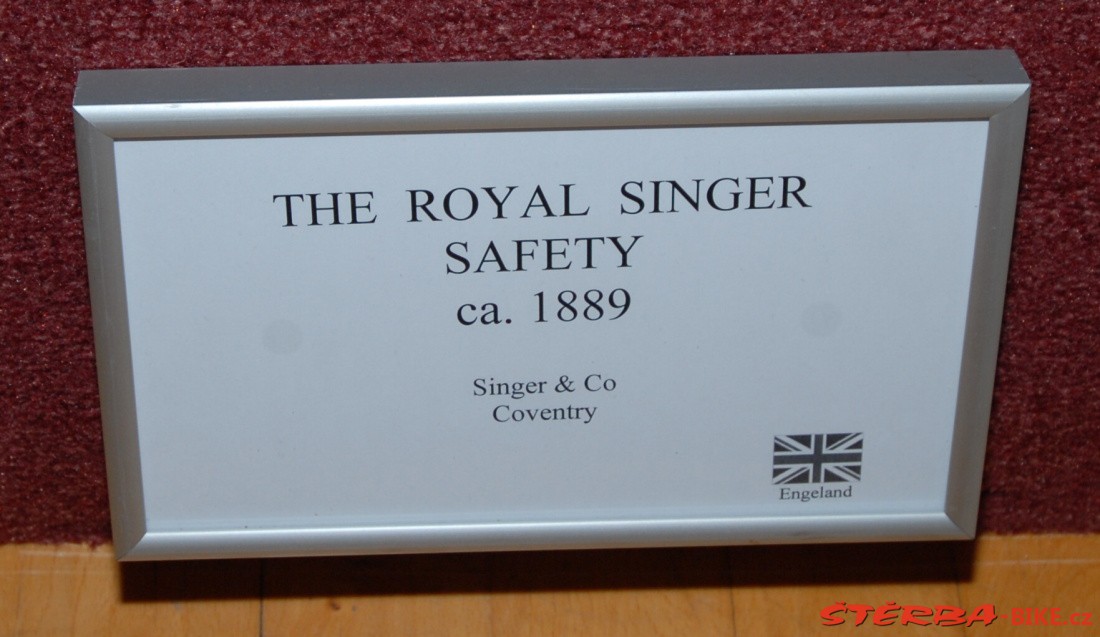 THE ROYAL SINGER
SAFETY
ca. 1889
Singer & Co
Coventry
Engeland
ŠTĚRBA-BIKE.cz